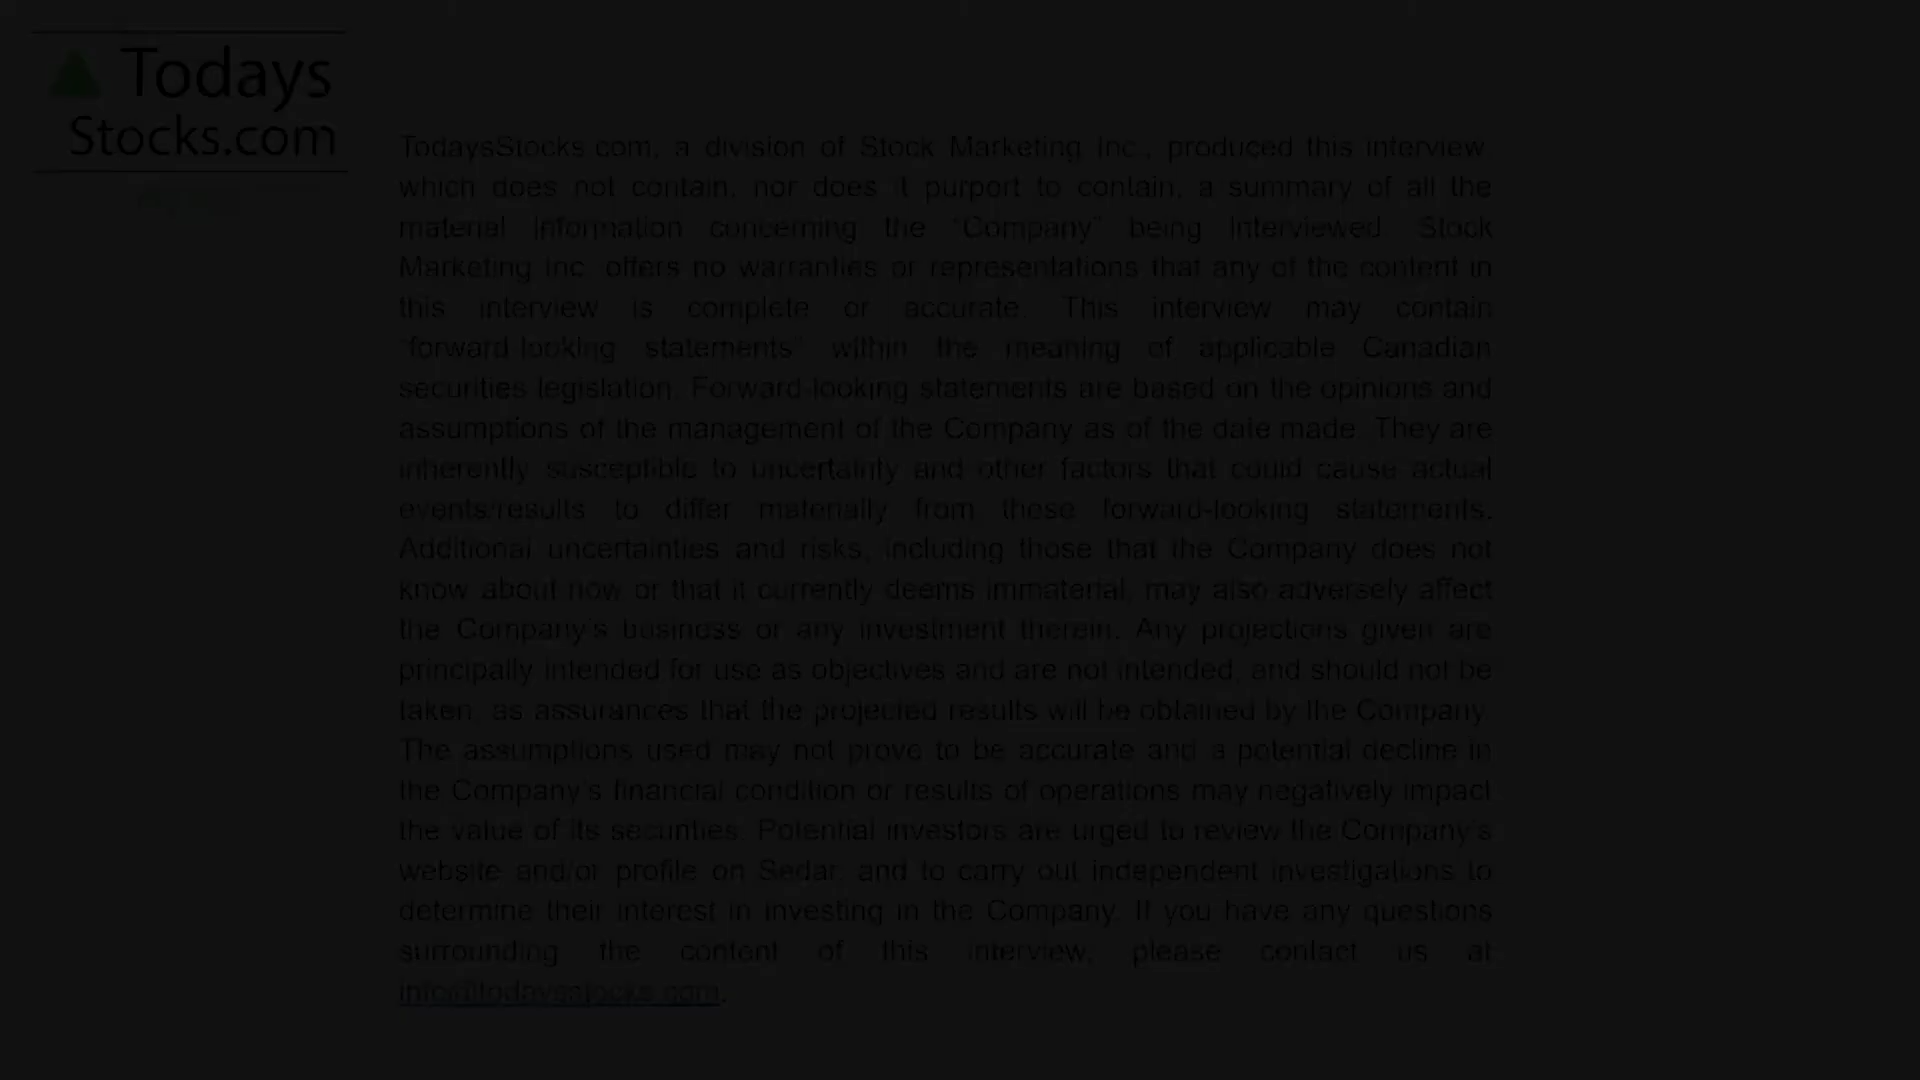 Todays
Stocks.com
TodaysStocks.com, a division of Stock Marketing Inc., produced this interview,
which does not contain, nor does it purport to contain, a summary of all the
material information concerning the "Company" being interviewed. Stock
Marketing Inc. offers no warranties or representations that any of the content in
this interview is complete or accurate. This interview may contain
"forward-looking statements" within the meaning of applicable Canadian
securities legislation. Forward-looking statements are based on the opinions and
assumptions of the management of the Company as of the date made. They are
inherently susceptible to uncertainty and other factors that could cause actual
events/results to differ materially from these forward-looking statements.
Additional uncertainties and risks, including those that the Company does not
know about now or that it currently deems immaterial, may also adversely affect
the Company's business or any investment therein. Any projections given are
principally intended for use as objectives and are not intended, and should not be
taken, as assurances that the projected results will be obtained by the Company.
The assumptions used may not prove to be accurate and a potential decline in
the Company's financial condition or results of operations may negatively impact
the value of its securities. Potential investors are urged to review the Company's
website and/or profile on Sedar, and to carry out independent investigations to
determine their interest in investing in the Company. If you have any questions
surrounding the content of this interview, please contact us at
info@todaysstocks.com.